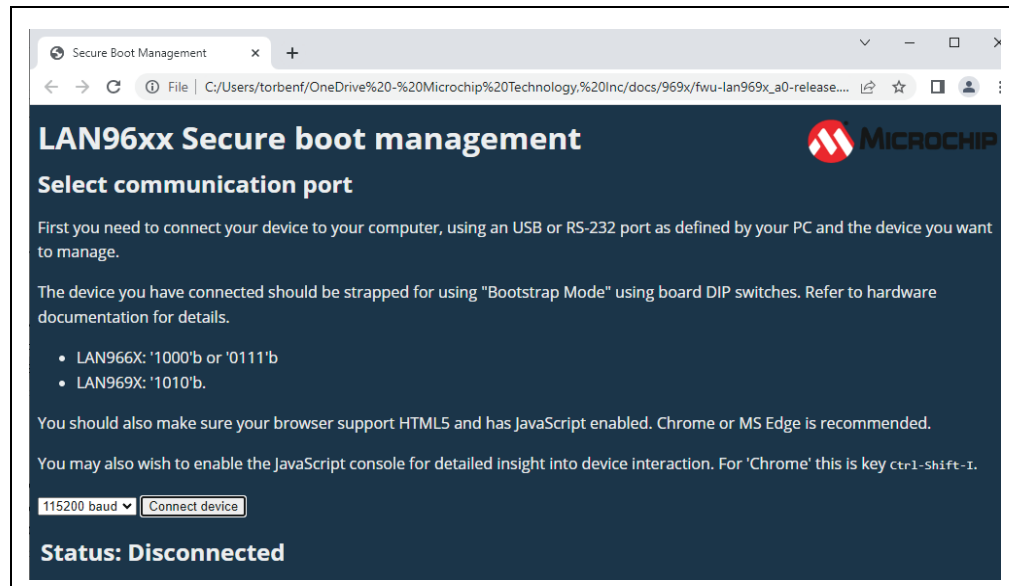 Secure Boot Management
File C:/Users/torbenf/OneDrive%20-%20Microchip%20Technology,%20Inc/docs/969x/fwu-lan969x_a0-release....
LAN96xx Secure boot management
MICROCHIP
Select communication port
First you need to connect your device to your computer, using an USB or RS-232 port as defined by your PC and the device you want
to manage.
The device you have connected should be strapped for using "Bootstrap Mode" using board DIP switches. Refer to hardware
documentation for details.
• LAN966X: '1000'b or '0111'b
• LAN969X: '1010'b.
You should also make sure your browser support HTML5 and has JavaScript enabled. Chrome or MS Edge is recommended.
You may also wish to enable the JavaScript console for detailed insight into device interaction. For 'Chrome' this is key Ctrl-Shift-I.
115200 baud Connect device
Status: Disconnected